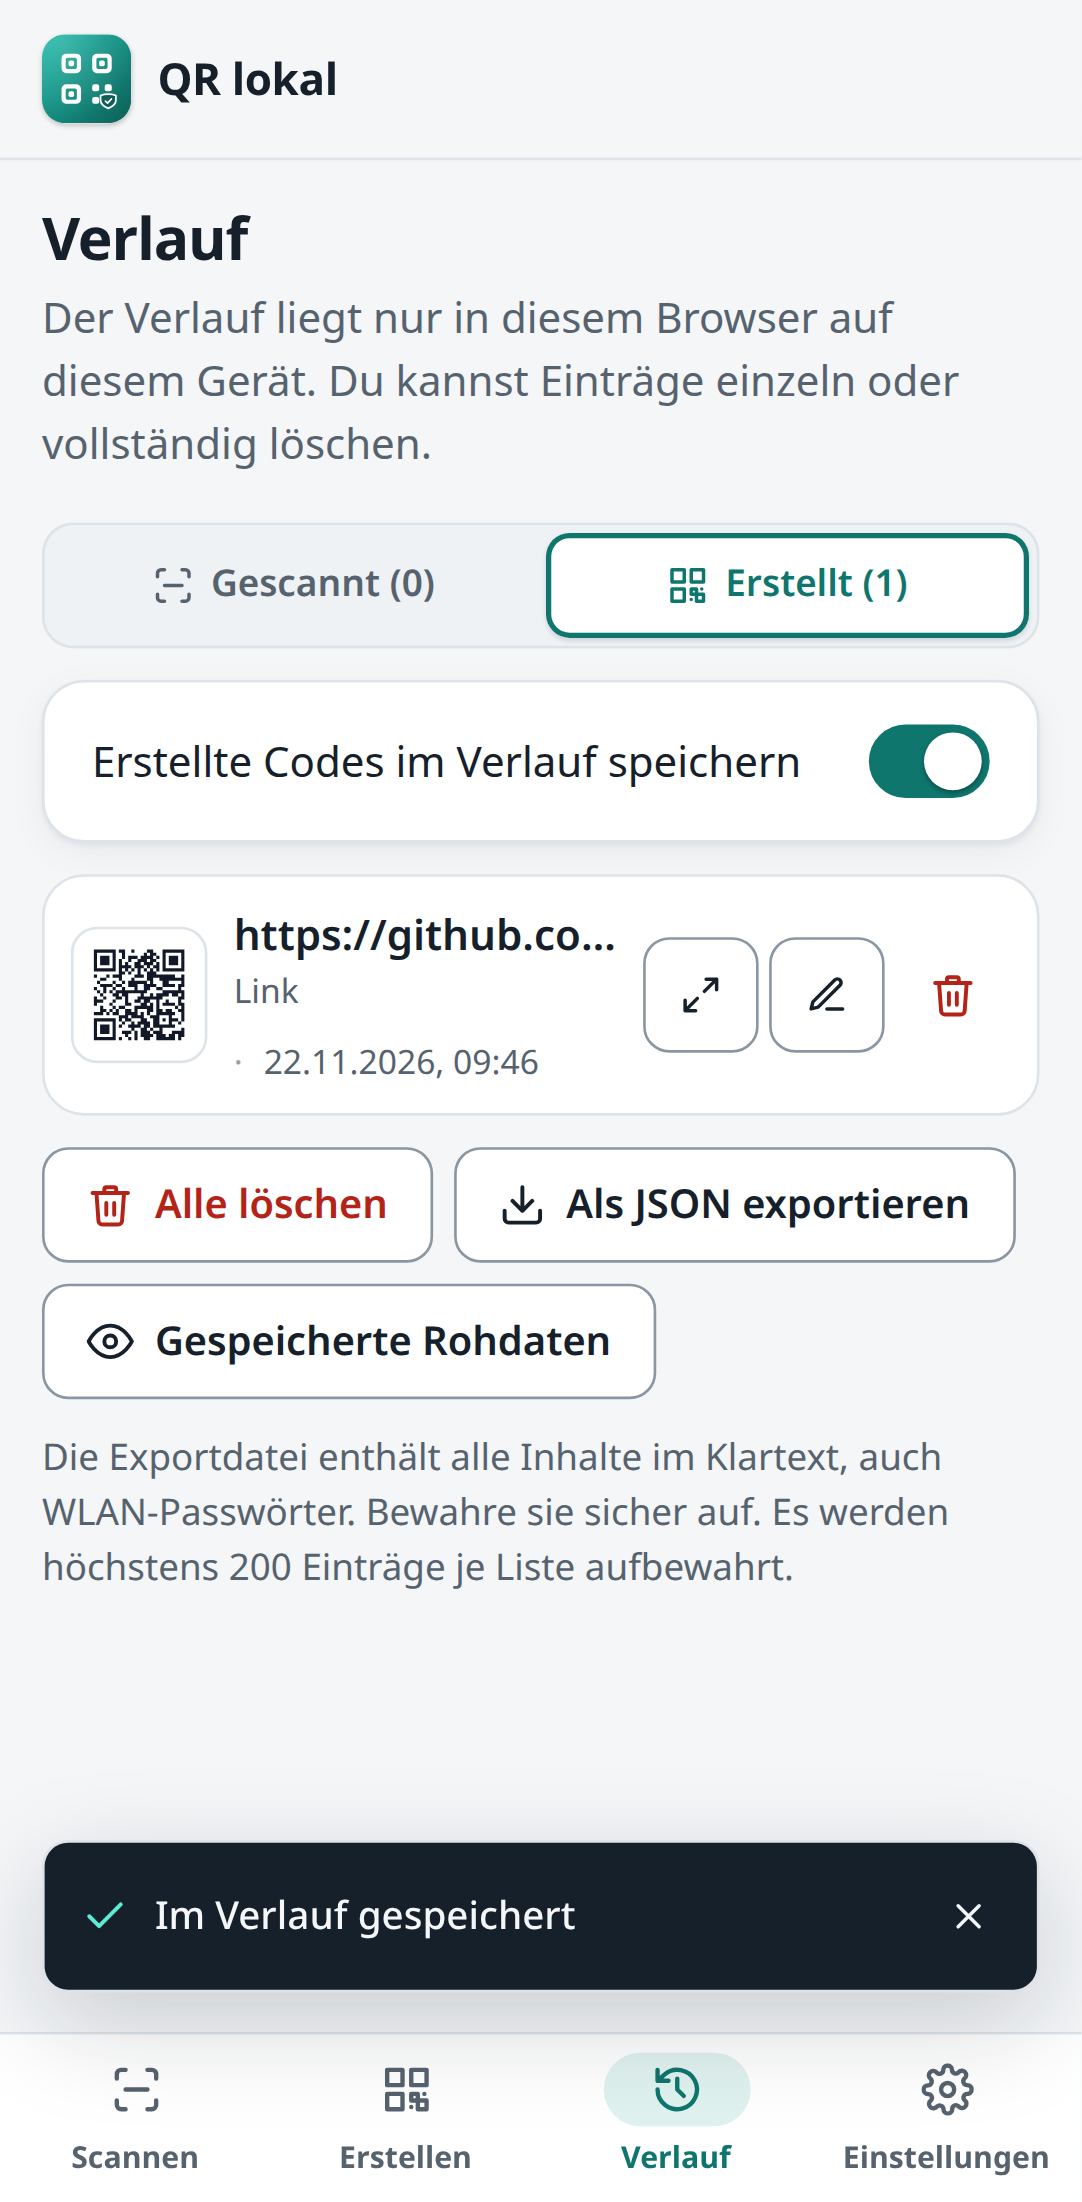 QR lokal
Verlauf
Der Verlauf liegt nur in diesem Browser auf
diesem Gerät. Du kannst Einträge einzeln oder
vollständig löschen.
Gescannt (0)
Erstellt (1)
Erstellte Codes im Verlauf speichern
https://github.co...
Link
· 22.11.2026, 09:46
Alle löschen
Als JSON exportieren
Gespeicherte Rohdaten
Die Exportdatei enthält alle Inhalte im Klartext, auch
WLAN-Passwörter. Bewahre sie sicher auf. Es werden
höchstens 200 Einträge je Liste aufbewahrt.
Im Verlauf gespeichert
Scannen
Erstellen
Verlauf
Einstellungen